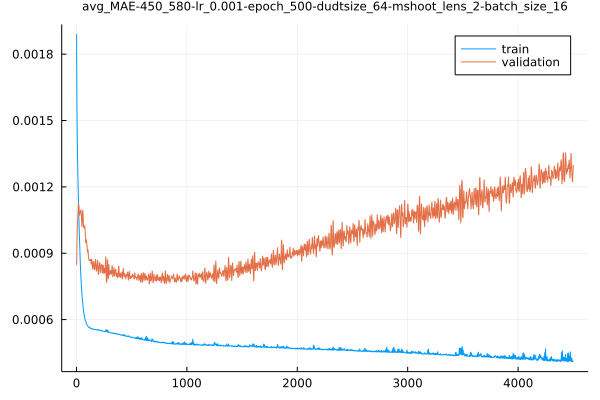 avg_MAE-450_580-lr_0.001-epoch_500-dudtsize_64-mshoot_lens_2-batch_size_16
train
validation
0.0018
0.0015
0.0012
0.0009
0.0006
0 1000 2000 3000 4000